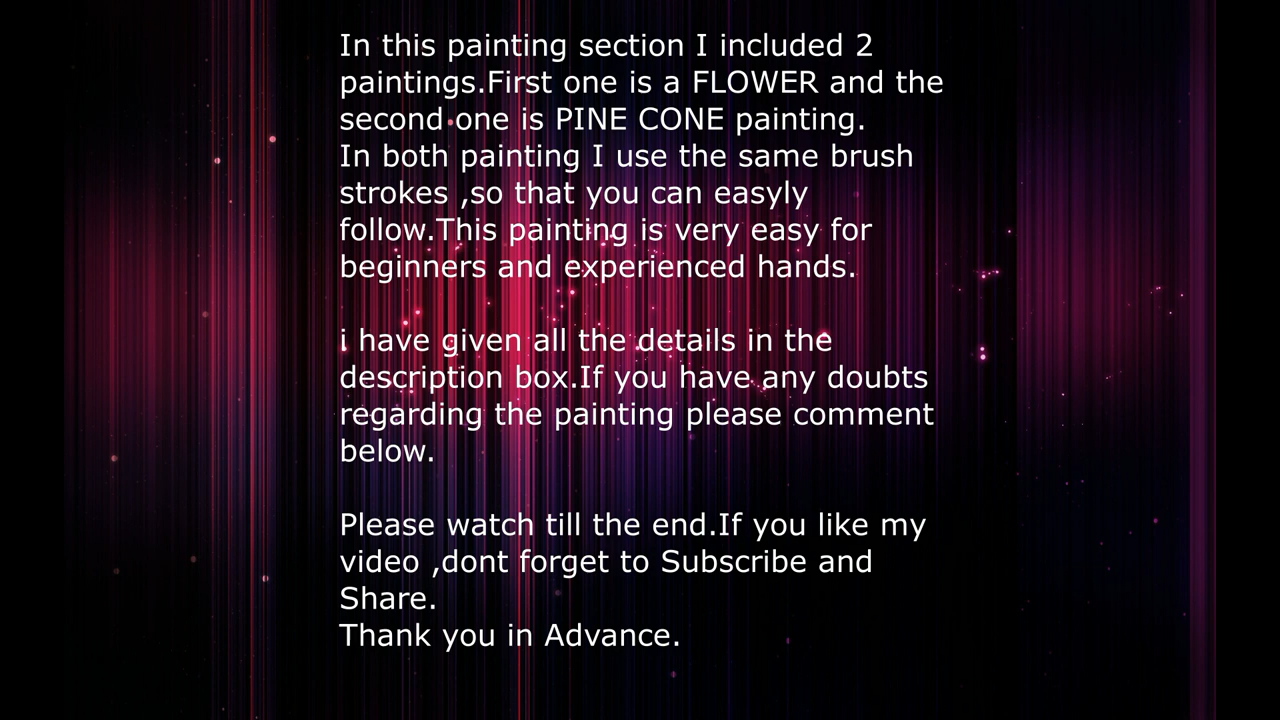 In this painting section I included 2
paintings.First one is a FLOWER and the
second one is PINE CONE painting.
In both painting I use the same brush
strokes ,so that you can easyly
follow.This painting is very easy for
beginners and experienced hands.

i have given all the details in the
description box.If you have any doubts
regarding the painting please comment
below.

Please watch till the end.If you like my
video ,dont forget to Subscribe and
Share.
Thank you in Advance.